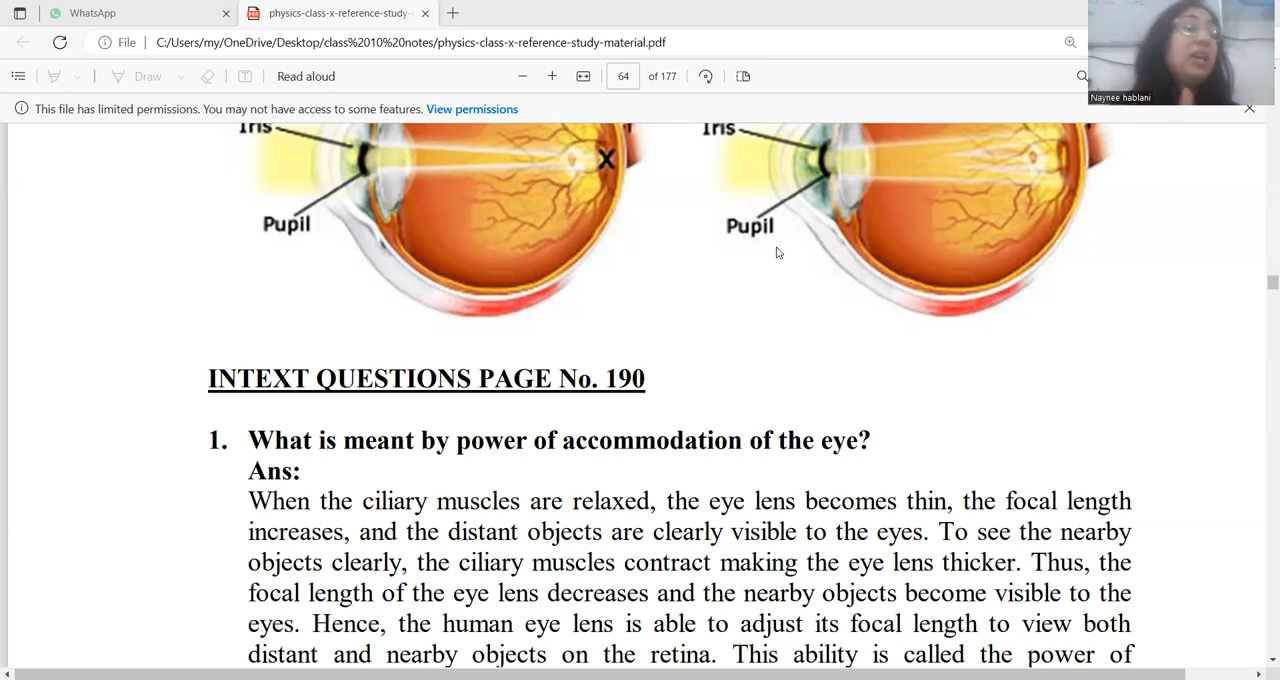 WhatsApp
physics-class-x-reference-study-
File
C:/Users/my/OneDrive/Desktop/class%2010%20notes/physics-class-x-reference-study-material.pdf
Draw
Read aloud
64 of 177
Naynee hablani
This file has limited permissions. You may not have access to some features. View permissions
Iris
Iris
Pupil
Pupil
INTEXT QUESTIONS PAGE No. 190
1. What is meant by power of accommodation of the eye?
Ans:
When the ciliary muscles are relaxed, the eye lens becomes thin, the focal length
increases, and the distant objects are clearly visible to the eyes. To see the nearby
objects clearly, the ciliary muscles contract making the eye lens thicker. Thus, the
focal length of the eye lens decreases and the nearby objects become visible to the
eyes. Hence, the human eye lens is able to adjust its focal length to view both
distant and nearby objects on the retina. This ability is called the power of